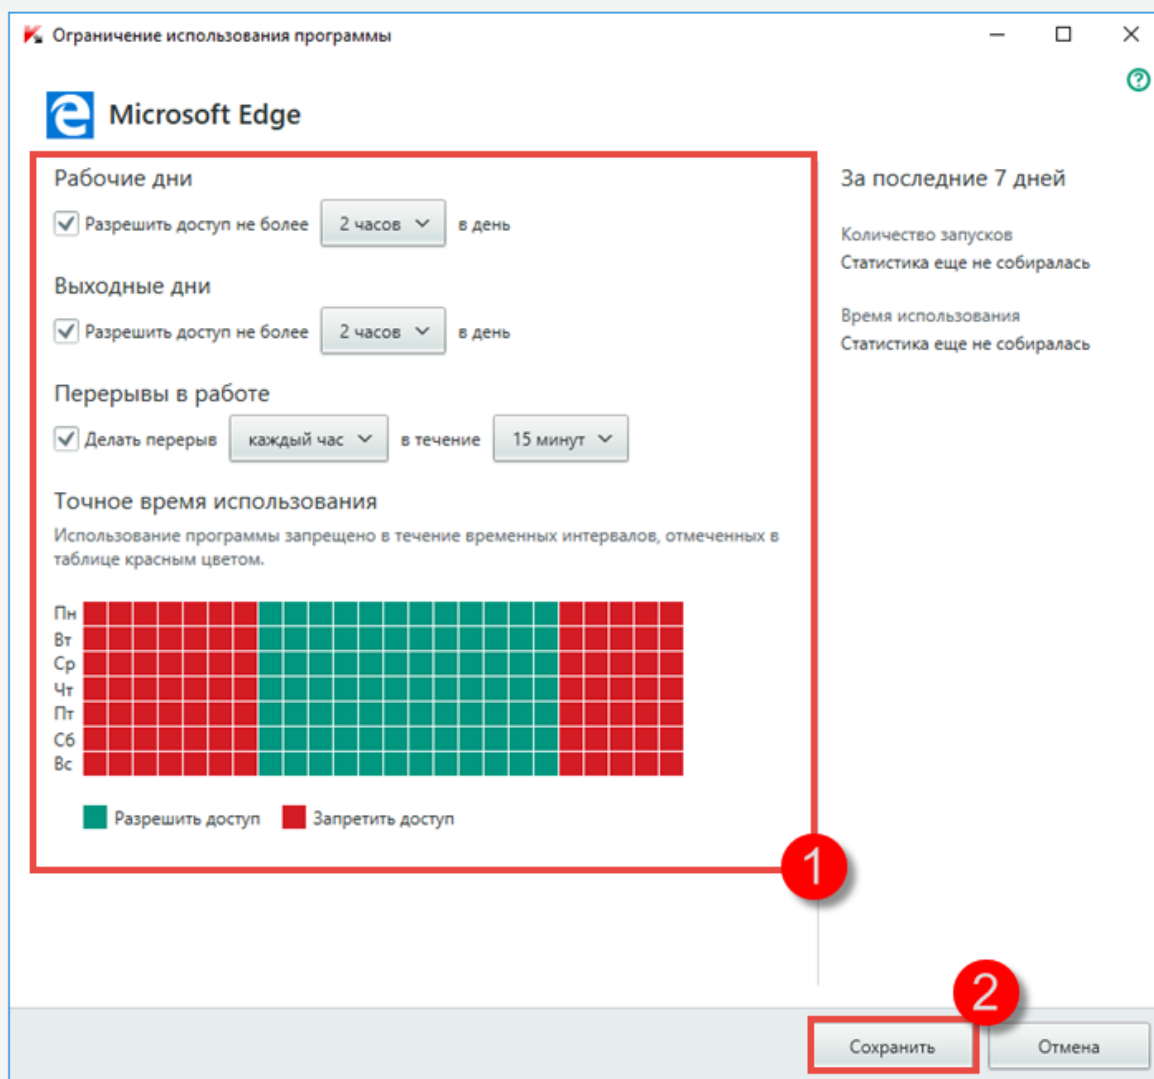 Ограничение использования программы
Microsoft Edge
Рабочие дни
Разрешить доступ не более 2 часов в день
Выходные дни
Разрешить доступ не более 2 часов в день
Перерывы в работе
Делать перерыв каждый час в течение 15 минут
Точное время использования
Использование программы запрещено в течение временных интервалов, отмеченных в
таблице красным цветом.
Пн
Вт
Ср
Чт
Пт
Сб
Вс
Разрешить доступ Запретить доступ
1
За последние 7 дней
Количество запусков
Статистика еще не собиралась
Время использования
Статистика еще не собиралась
2
Сохранить Отмена